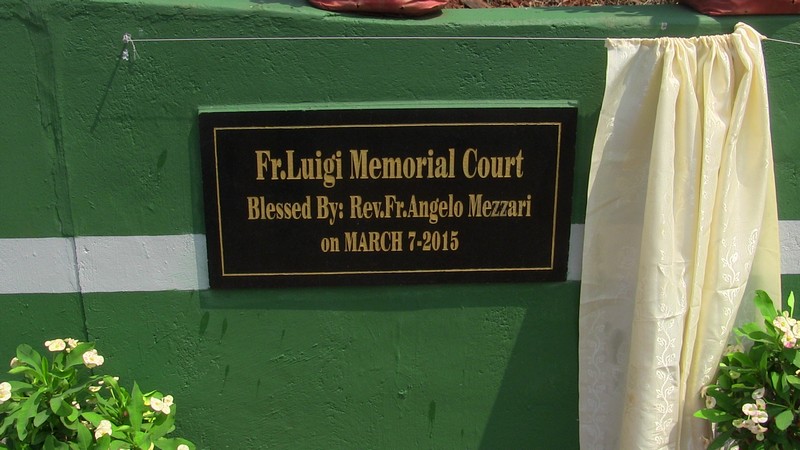 Fr.Luigi Memorial Court
Blessed By: Rev.Fr.Angelo Mezzari
on MARCH 7-2015